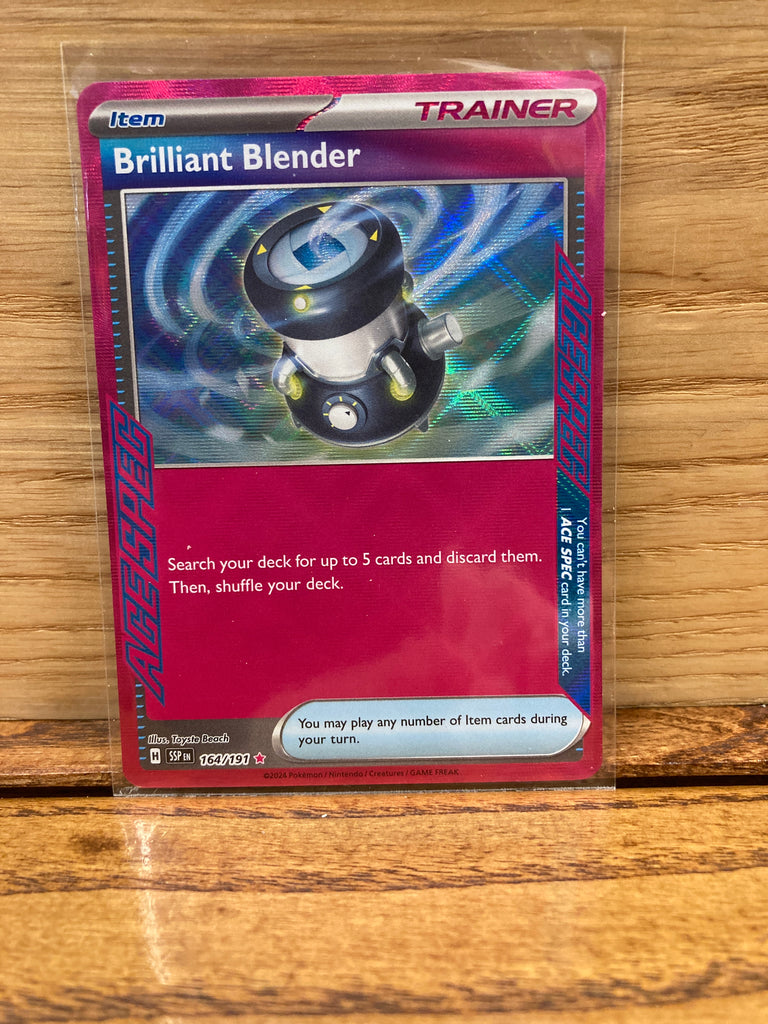 Item
TRAINER
Brilliant Blender
ACE SPEC
ACE SPEC
Search your deck for up to 5 cards and discard them.
Then, shuffle your deck.
You can't have more than
1 ACE SPEC card in your deck.
You may play any number of Item cards during
your turn.
Illus. Toyste Beach
H SSP EN 164/191
©2024 Pokémon / Nintendo / Creatures / GAME FREAK